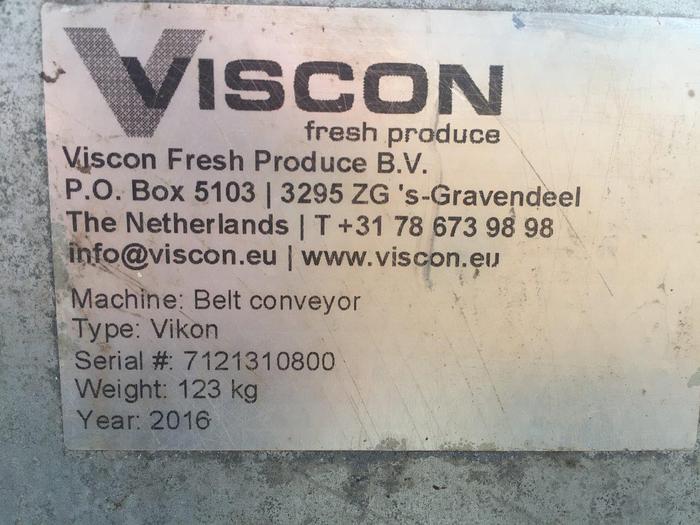 VISCON
fresh produce
Viscon Fresh Produce B.V.
P.O. Box 5103 | 3295 ZG 's-Gravendeel
The Netherlands | T +31 78 673 98 98
info@viscon.eu | www.viscon.eu
Machine: Belt conveyor
Type: Vikon
Serial #: 7121310800
Weight: 123 kg
Year: 2016